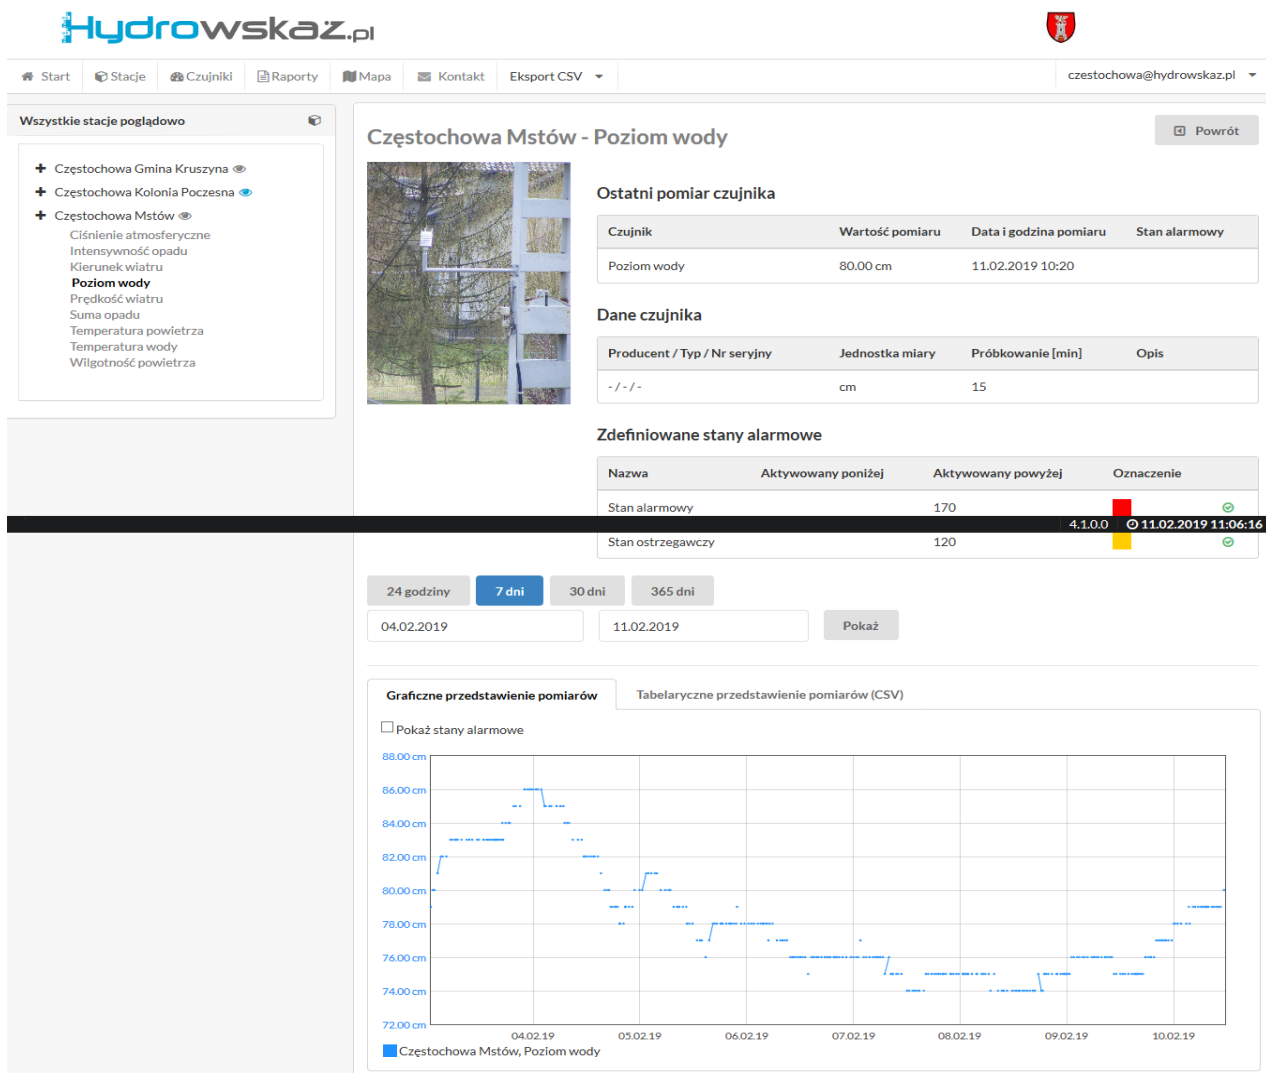 Hydrowskaż.pl
Start Stacje Czujniki Raporty Mapa Kontakt Eksport CSV czestochowa@hydrowskaz.pl
Wszystkie stacje poglądowo
Częstochowa Gmina Kruszyna
Częstochowa Kolonia Poczesna
Częstochowa Mstów
Ciśnienie atmosferyczne
Intensywność opadu
Kierunek wiatru
Poziom wody
Prędkość wiatru
Suma opadu
Temperatura powietrza
Temperatura wody
Wilgotność powietrza
Częstochowa Mstów - Poziom wody
Powrót
Ostatni pomiar czujnika
Czujnik Wartość pomiaru Data i godzina pomiaru Stan alarmowy
Poziom wody 80.00 cm 11.02.2019 10:20
Dane czujnika
Producent / Typ / Nr seryjny Jednostka miary Próbkowanie [min] Opis
- / - / - cm 15
Zdefiniowane stany alarmowe
Nazwa Aktywowany poniżej Aktywowany powyżej Oznaczenie
Stan alarmowy 170
4.1.0.0 11.02.2019 11:06:16
Stan ostrzegawczy 120
24 godziny 7 dni 30 dni 365 dni
04.02.2019 11.02.2019 Pokaż
Graficzne przedstawienie pomiarów Tabelaryczne przedstawienie pomiarów (CSV)
Pokaż stany alarmowe
88.00 cm
86.00 cm
84.00 cm
82.00 cm
80.00 cm
78.00 cm
76.00 cm
74.00 cm
72.00 cm
04.02.19 05.02.19 06.02.19 07.02.19 08.02.19 09.02.19 10.02.19
Częstochowa Mstów, Poziom wody